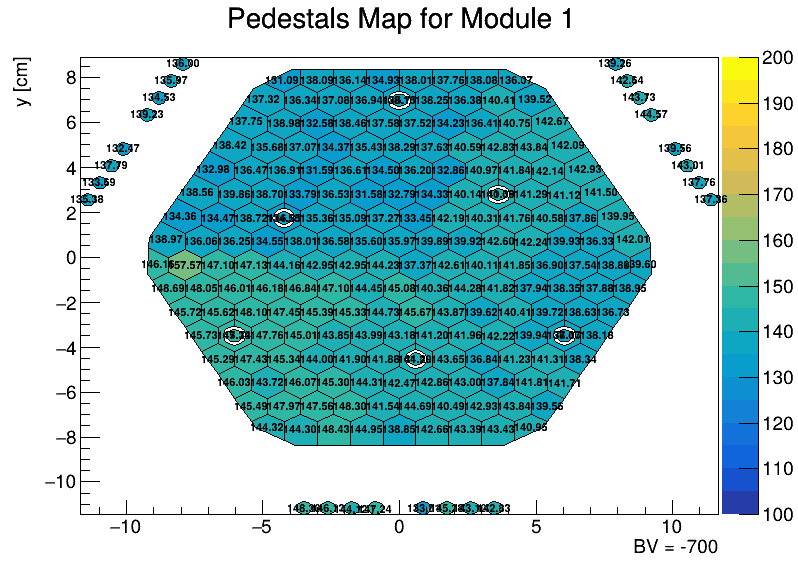 Pedestals Map for Module 1
y [cm]
8
6
4
2
0
−2
−4
−6
−8
−10
−10 −5 0 5 10
BV = -700
200
190
180
170
160
150
140
130
120
110
100
136.00 139.26
135.97 142.64
134.53 143.73
139.23 144.57
132.47 139.56
137.79 143.01
133.69 137.76
135.38 137.36
131.09 138.09 136.14 134.93 138.01 137.76 138.08 136.07
137.32 136.34 137.08 136.94 138.25 136.38 140.41 139.52
137.75 138.98 132.58 138.46 137.58 137.52 134.23 141.46 140.75 142.67
138.42 135.68 137.07 134.37 135.43 138.29 137.20 140.59 142.83 143.84 142.09
132.98 136.47 136.91 131.59 136.61 134.50 136.20 132.86 140.97 141.84 142.14 142.93
138.56 139.86 138.70 133.79 136.53 131.58 132.79 134.33 140.14 141.29 141.12 141.50
134.36 134.47 138.72 135.36 135.09 137.27 133.45 142.19 140.31 141.76 140.58 137.86 139.95
138.97 136.06 136.25 134.55 138.01 136.58 135.60 135.97 139.89 139.92 142.60 142.24 139.93 136.33 142.01
157.57 147.10 147.13 144.16 142.95 142.95 144.23 137.37 142.61 140.11 141.85 136.90 137.54 139.60
148.69 148.05 146.01 146.18 146.84 147.10 144.45 145.08 140.36 144.28 141.82 137.94 138.35 137.88 138.95
145.72 145.62 148.50 147.45 145.39 145.33 144.73 145.67 143.87 139.62 140.41 139.72 138.63 136.73
145.73 147.76 145.01 143.85 143.99 143.18 141.20 141.96 142.22 139.94 138.18
145.29 147.43 145.34 144.00 141.90 141.88 143.65 136.84 141.23 141.31 138.34
146.03 143.72 146.07 145.30 144.31 142.47 142.86 143.00 137.84 141.81 141.71
145.49 147.97 147.56 148.30 141.54 144.69 140.49 142.93 143.84 139.56
144.32 144.30 148.43 144.95 138.85 142.66 143.79 143.43 140.95